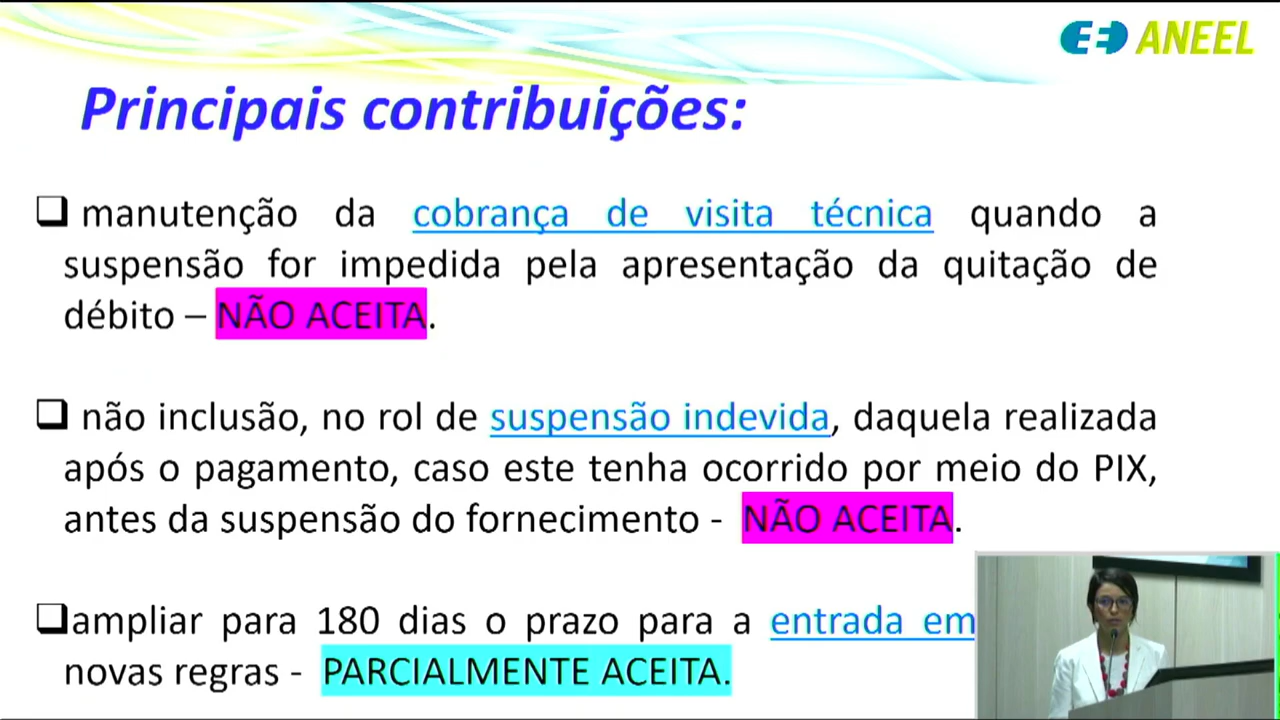 ANEEL
Principais contribuições:
manutenção da cobrança de visita técnica quando a
suspensão for impedida pela apresentação da quitação de
débito – NÃO ACEITA.
não inclusão, no rol de suspensão indevida, daquela realizada
após o pagamento, caso este tenha ocorrido por meio do PIX,
antes da suspensão do fornecimento - NÃO ACEITA.
ampliar para 180 dias o prazo para a entrada em
novas regras - PARCIALMENTE ACEITA.